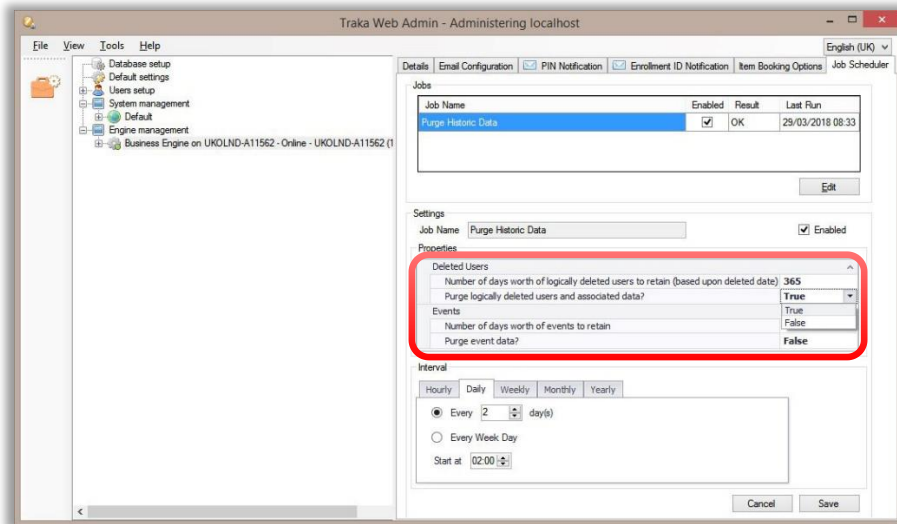 Traka Web Admin - Administering localhost
File View Tools Help
English (UK)
Database setup
Default settings
Users setup
System management
Default
Engine management
Business Engine on UKOLND-A11562 - Online - UKOLND-A11562 (1
Details Email Configuration PIN Notification Enrollment ID Notification Item Booking Options Job Scheduler
Jobs
Job Name Enabled Result Last Run
Purge Historic Data OK 29/03/2018 08:33
Edit
Settings
Job Name Purge Historic Data Enabled
Properties
Deleted Users
Number of days worth of logically deleted users to retain (based upon deleted date) 365
Purge logically deleted users and associated data? True
True
Events
False
Number of days worth of events to retain
Purge event data? False
Interval
Hourly Daily Weekly Monthly Yearly
Every 2 day(s)
Every Week Day
Start at 02:00
Cancel Save